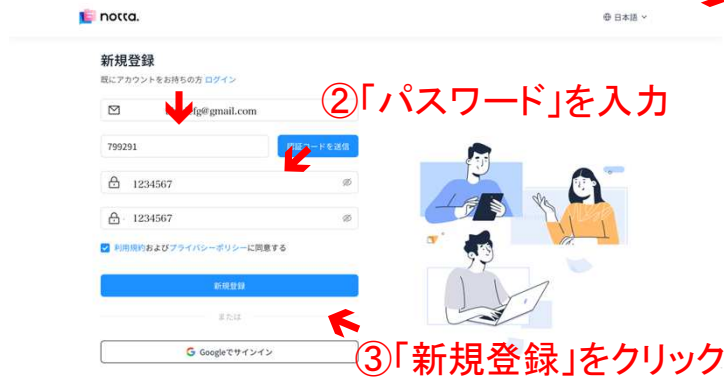 notta.
日本語
新規登録
既にアカウントをお持ちの方 ログイン
②「パスワード」を入力
fg@gmail.com
799291
認証コードを送信
1234567
1234567
利用規約およびプライバシーポリシーに同意する
新規登録
または
Googleでサインイン
③「新規登録」をクリック